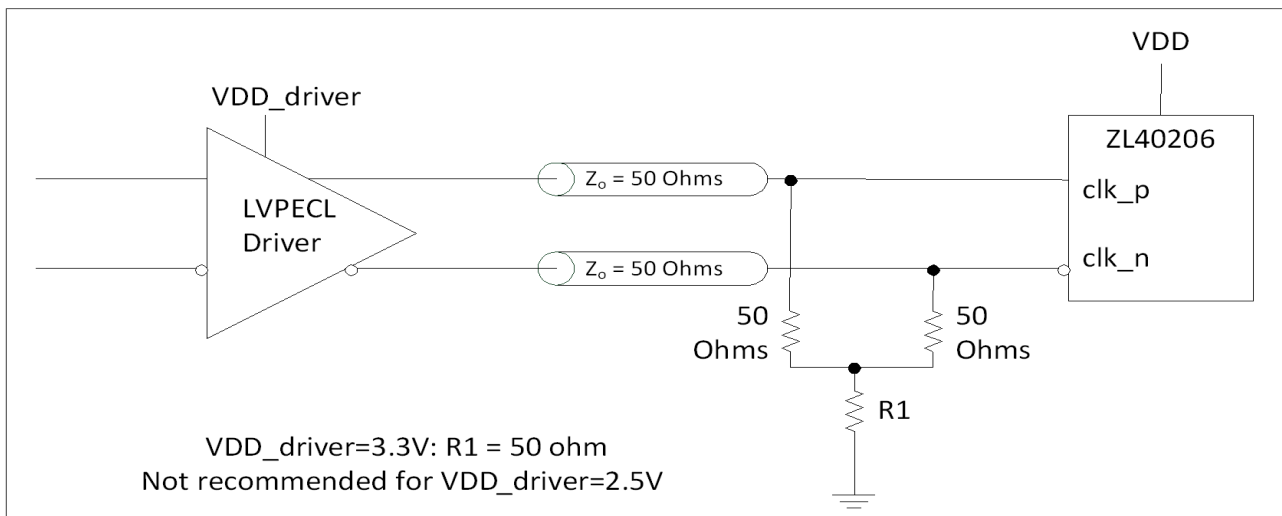 VDD
VDD_driver
ZL40206
Zₒ = 50 Ohms
clk_p
LVPECL
Driver
clk_n
Zₒ = 50 Ohms
50
Ohms
50
Ohms
R1
VDD_driver=3.3V: R1 = 50 ohm
Not recommended for VDD_driver=2.5V